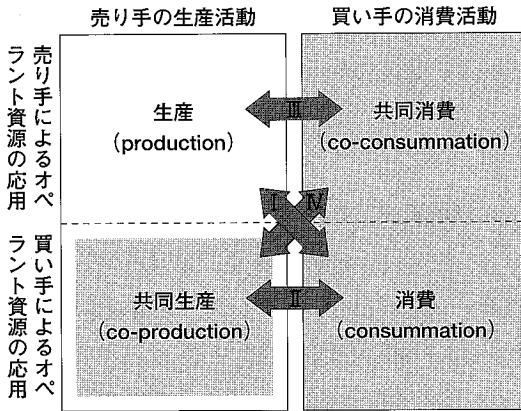 売り手の生産活動
買い手の消費活動
売り手によるオペ
ラント資源の応用
生産
(production)
Ⅲ
共同消費
(co-consummation)
Ⅰ
Ⅳ
買い手によるオペ
ラント資源の応用
共同生産
(co-production)
Ⅱ
消費
(consummation)